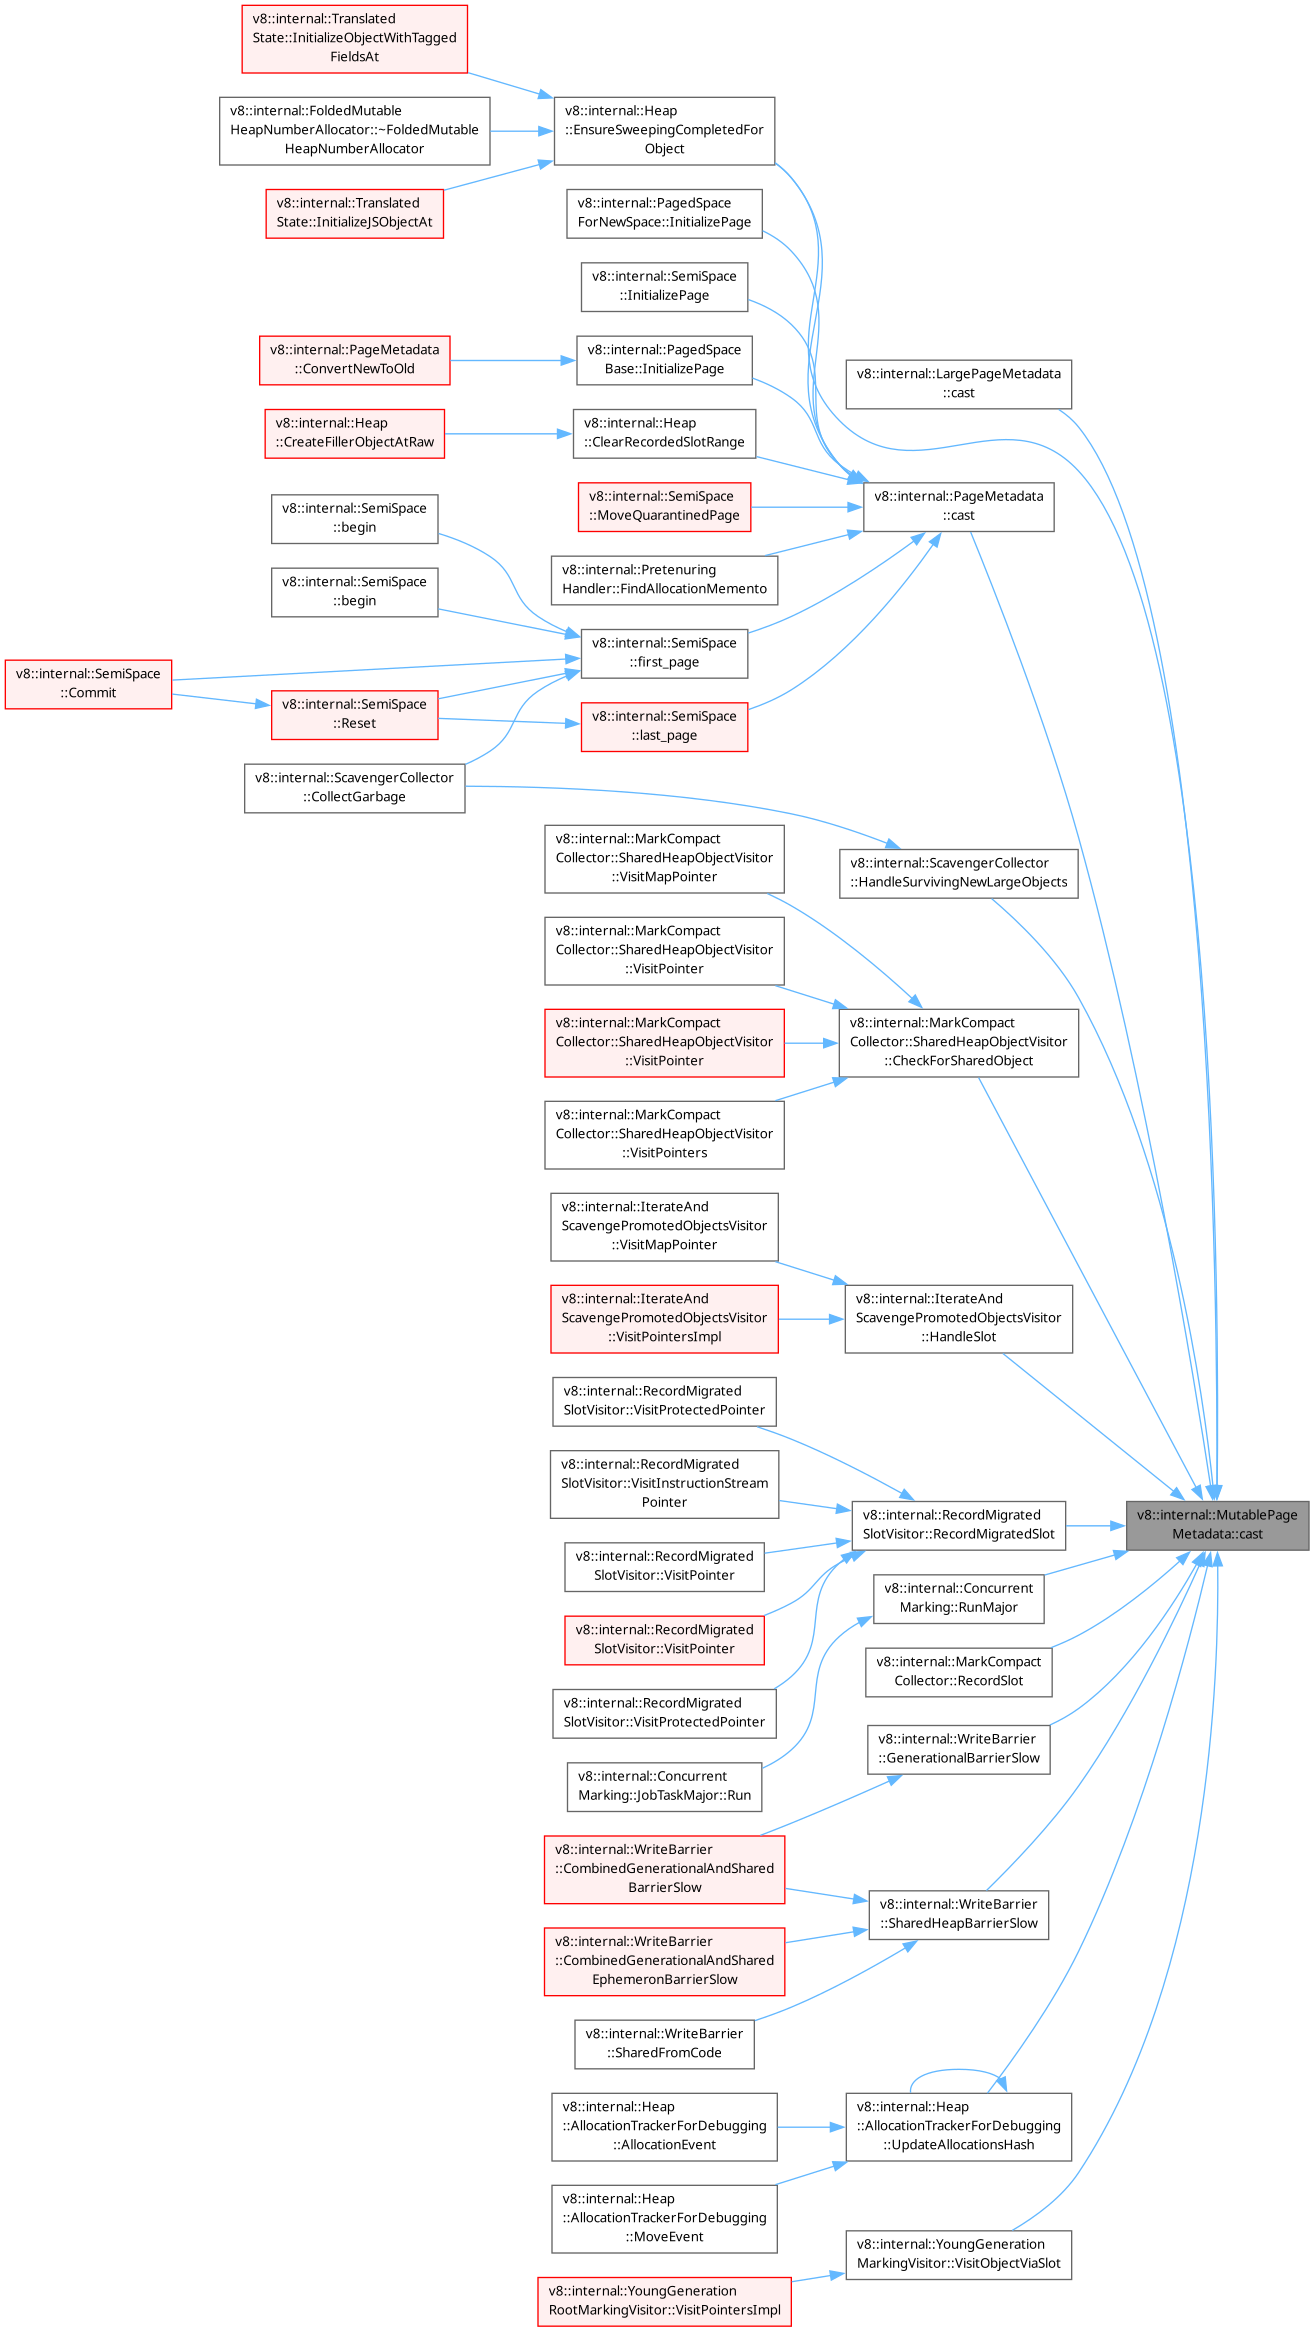 v8::internal::Translated
State::InitializeObjectWithTagged
FieldsAt
v8::internal::FoldedMutable
HeapNumberAllocator::~FoldedMutable
HeapNumberAllocator
v8::internal::Heap
::EnsureSweepingCompletedFor
Object
v8::internal::Translated
State::InitializeJSObjectAt
v8::internal::PagedSpace
ForNewSpace::InitializePage
v8::internal::SemiSpace
::InitializePage
v8::internal::PageMetadata
::ConvertNewToOld
v8::internal::PagedSpace
Base::InitializePage
v8::internal::LargePageMetadata
::cast
v8::internal::Heap
::CreateFillerObjectAtRaw
v8::internal::Heap
::ClearRecordedSlotRange
v8::internal::SemiSpace
::MoveQuarantinedPage
v8::internal::PageMetadata
::cast
v8::internal::SemiSpace
::begin
v8::internal::Pretenuring
Handler::FindAllocationMemento
v8::internal::SemiSpace
::begin
v8::internal::SemiSpace
::first_page
v8::internal::SemiSpace
::Commit
v8::internal::SemiSpace
::Reset
v8::internal::SemiSpace
::last_page
v8::internal::ScavengerCollector
::CollectGarbage
v8::internal::MarkCompact
Collector::SharedHeapObjectVisitor
::VisitMapPointer
v8::internal::ScavengerCollector
::HandleSurvivingNewLargeObjects
v8::internal::MarkCompact
Collector::SharedHeapObjectVisitor
::VisitPointer
v8::internal::MarkCompact
Collector::SharedHeapObjectVisitor
::VisitPointer
v8::internal::MarkCompact
Collector::SharedHeapObjectVisitor
::CheckForSharedObject
v8::internal::MarkCompact
Collector::SharedHeapObjectVisitor
::VisitPointers
v8::internal::IterateAnd
ScavengePromotedObjectsVisitor
::VisitMapPointer
v8::internal::IterateAnd
ScavengePromotedObjectsVisitor
::VisitPointersImpl
v8::internal::IterateAnd
ScavengePromotedObjectsVisitor
::HandleSlot
v8::internal::RecordMigrated
SlotVisitor::VisitProtectedPointer
v8::internal::RecordMigrated
SlotVisitor::VisitInstructionStream
Pointer
v8::internal::RecordMigrated
SlotVisitor::RecordMigratedSlot
v8::internal::MutablePage
Metadata::cast
v8::internal::RecordMigrated
SlotVisitor::VisitPointer
v8::internal::Concurrent
Marking::RunMajor
v8::internal::RecordMigrated
SlotVisitor::VisitPointer
v8::internal::MarkCompact
Collector::RecordSlot
v8::internal::RecordMigrated
SlotVisitor::VisitProtectedPointer
v8::internal::WriteBarrier
::GenerationalBarrierSlow
v8::internal::Concurrent
Marking::JobTaskMajor::Run
v8::internal::WriteBarrier
::CombinedGenerationalAndShared
BarrierSlow
v8::internal::WriteBarrier
::SharedHeapBarrierSlow
v8::internal::WriteBarrier
::CombinedGenerationalAndShared
EphemeronBarrierSlow
v8::internal::WriteBarrier
::SharedFromCode
v8::internal::Heap
::AllocationTrackerForDebugging
::AllocationEvent
v8::internal::Heap
::AllocationTrackerForDebugging
::UpdateAllocationsHash
v8::internal::Heap
::AllocationTrackerForDebugging
::MoveEvent
v8::internal::YoungGeneration
MarkingVisitor::VisitObjectViaSlot
v8::internal::YoungGeneration
RootMarkingVisitor::VisitPointersImpl